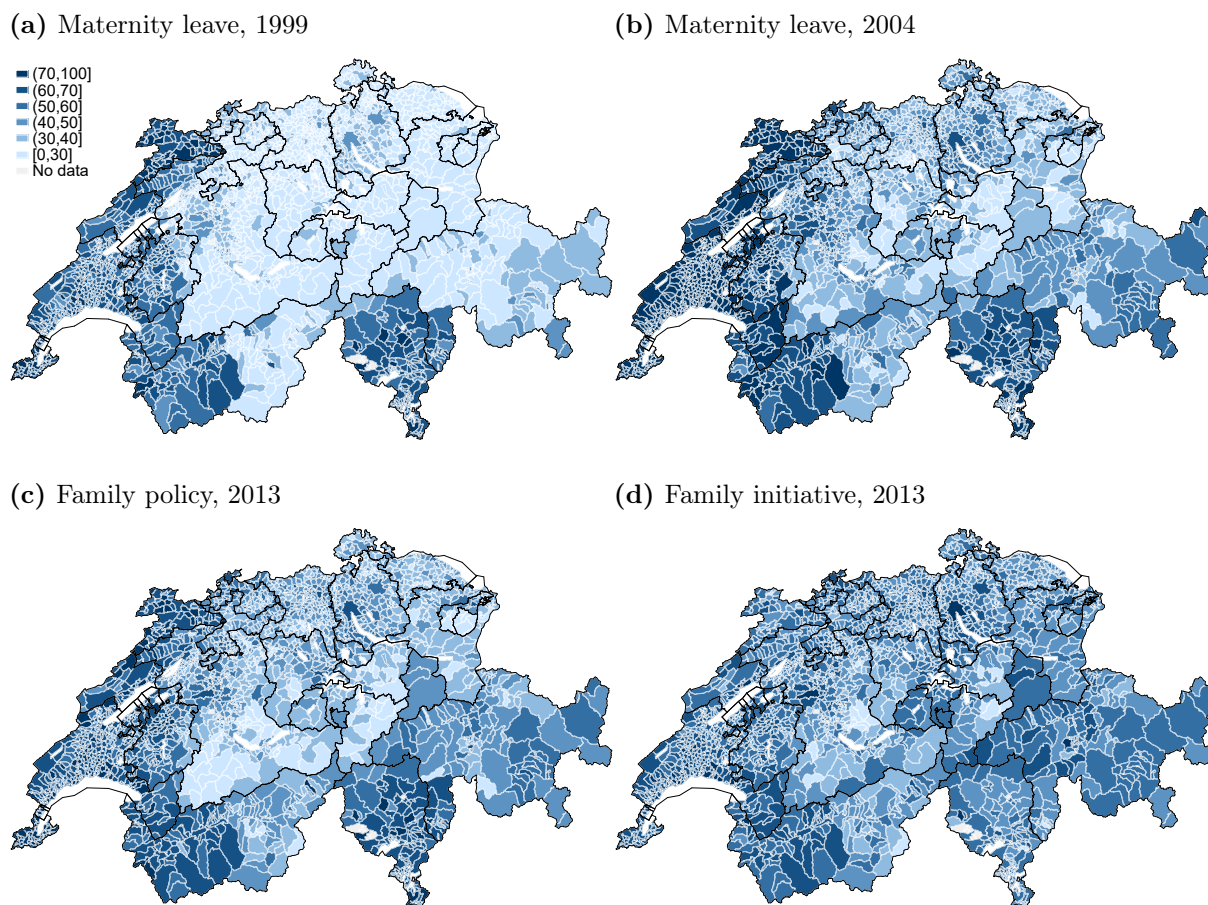 (a) Maternity leave, 1999
(b) Maternity leave, 2004
(70,100]
(60,70]
(50,60]
(40,50]
(30,40]
[0,30]
No data
(c) Family policy, 2013
(d) Family initiative, 2013